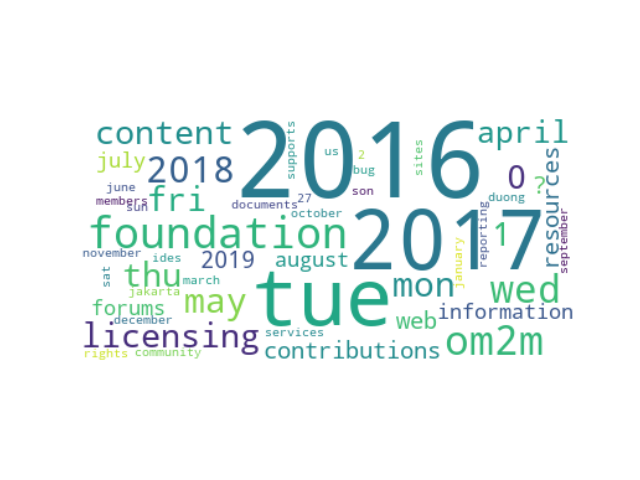 2016
content
april
supports
us
2
sites
july
2018
bug
0
?
resources
june
fri
son
27
duong
members
sun
documents
october
2017
reporting
1
september
foundation
november
ides
2019
august
january
sat
thu
march
tue
mon
wed
jakarta
may
forums
web
information
december
licensing
services
om2m
rights
community
contributions